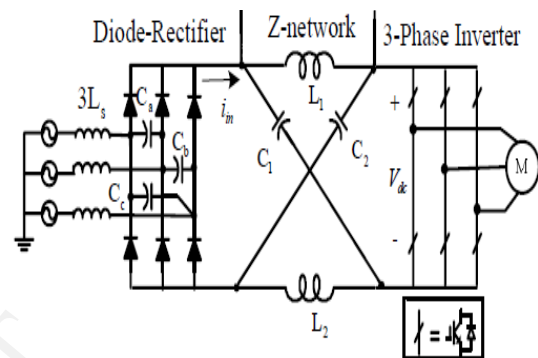 Diode-Rectifier Z-network 3-Phase Inverter
3Ls Ca iin L1 +
Cb C1 C2 Vdc M
Cc
-
L2
=